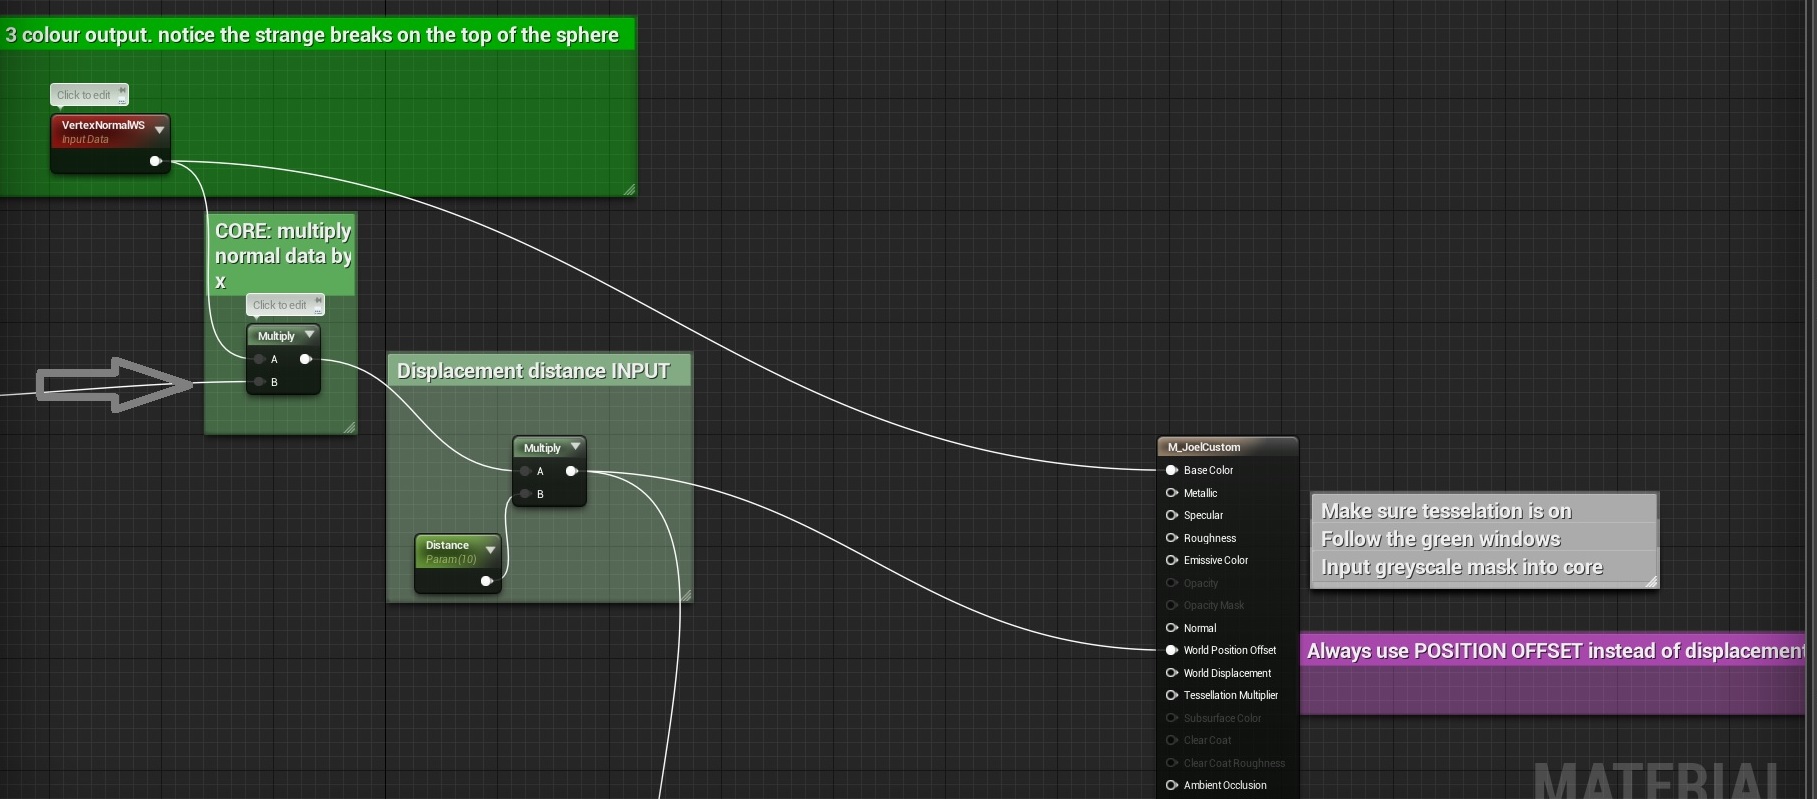 3 colour output. notice the strange breaks on the top of the sphere
Click to edit
VertexNormalWS
Input Data
CORE: multiply
normal data by
x
Click to edit
Multiply
A
B
Displacement distance INPUT
Multiply
A
B
Distance
Param(10)
M_JoelCustom
Base Color
Metallic
Specular
Roughness
Emissive Color
Opacity
Opacity Mask
Normal
World Position Offset
World Displacement
Tessellation Multiplier
Subsurface Color
Clear Coat
Clear Coat Roughness
Ambient Occlusion
Make sure tesselation is on
Follow the green windows
Input greyscale mask into core
Always use POSITION OFFSET instead of displacement
MATERIAL